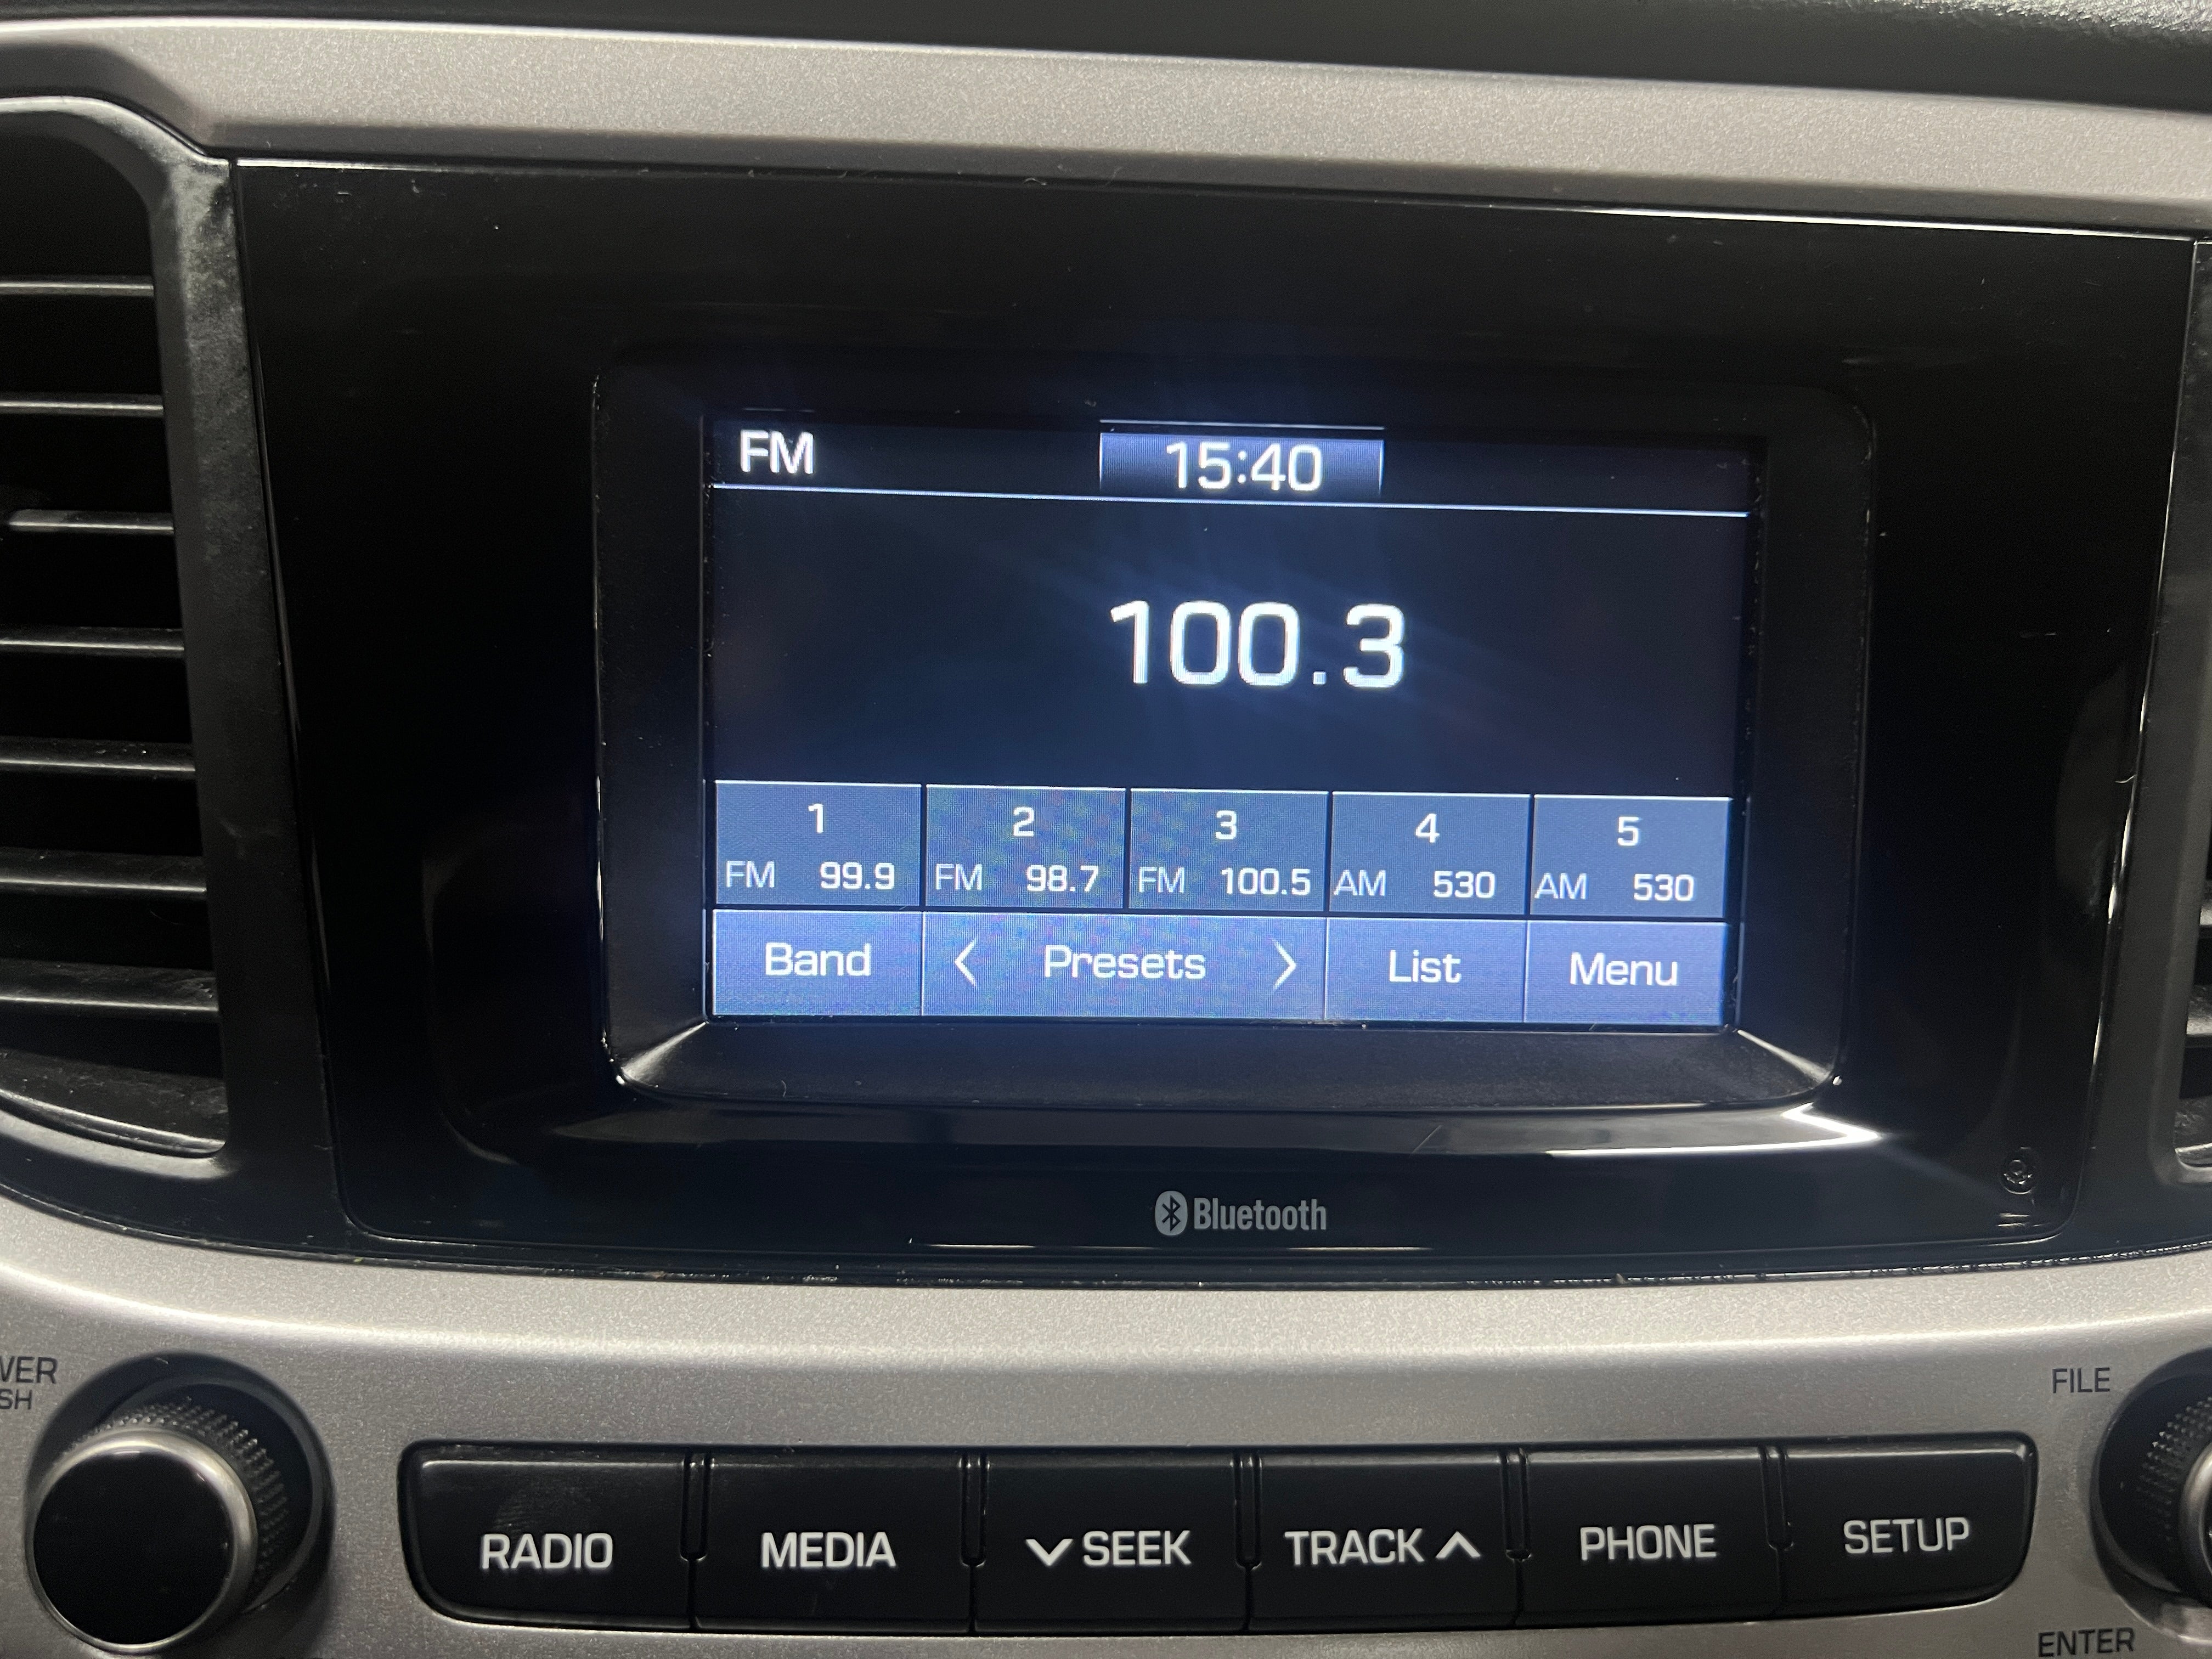 FM 15:40
100.3
1 2 3 4 5
FM 99.9 FM 98.7 FM 100.5 AM 530 AM 530
Band < Presets > List Menu
Bluetooth
FILE
RADIO MEDIA SEEK TRACK PHONE SETUP
ENTER